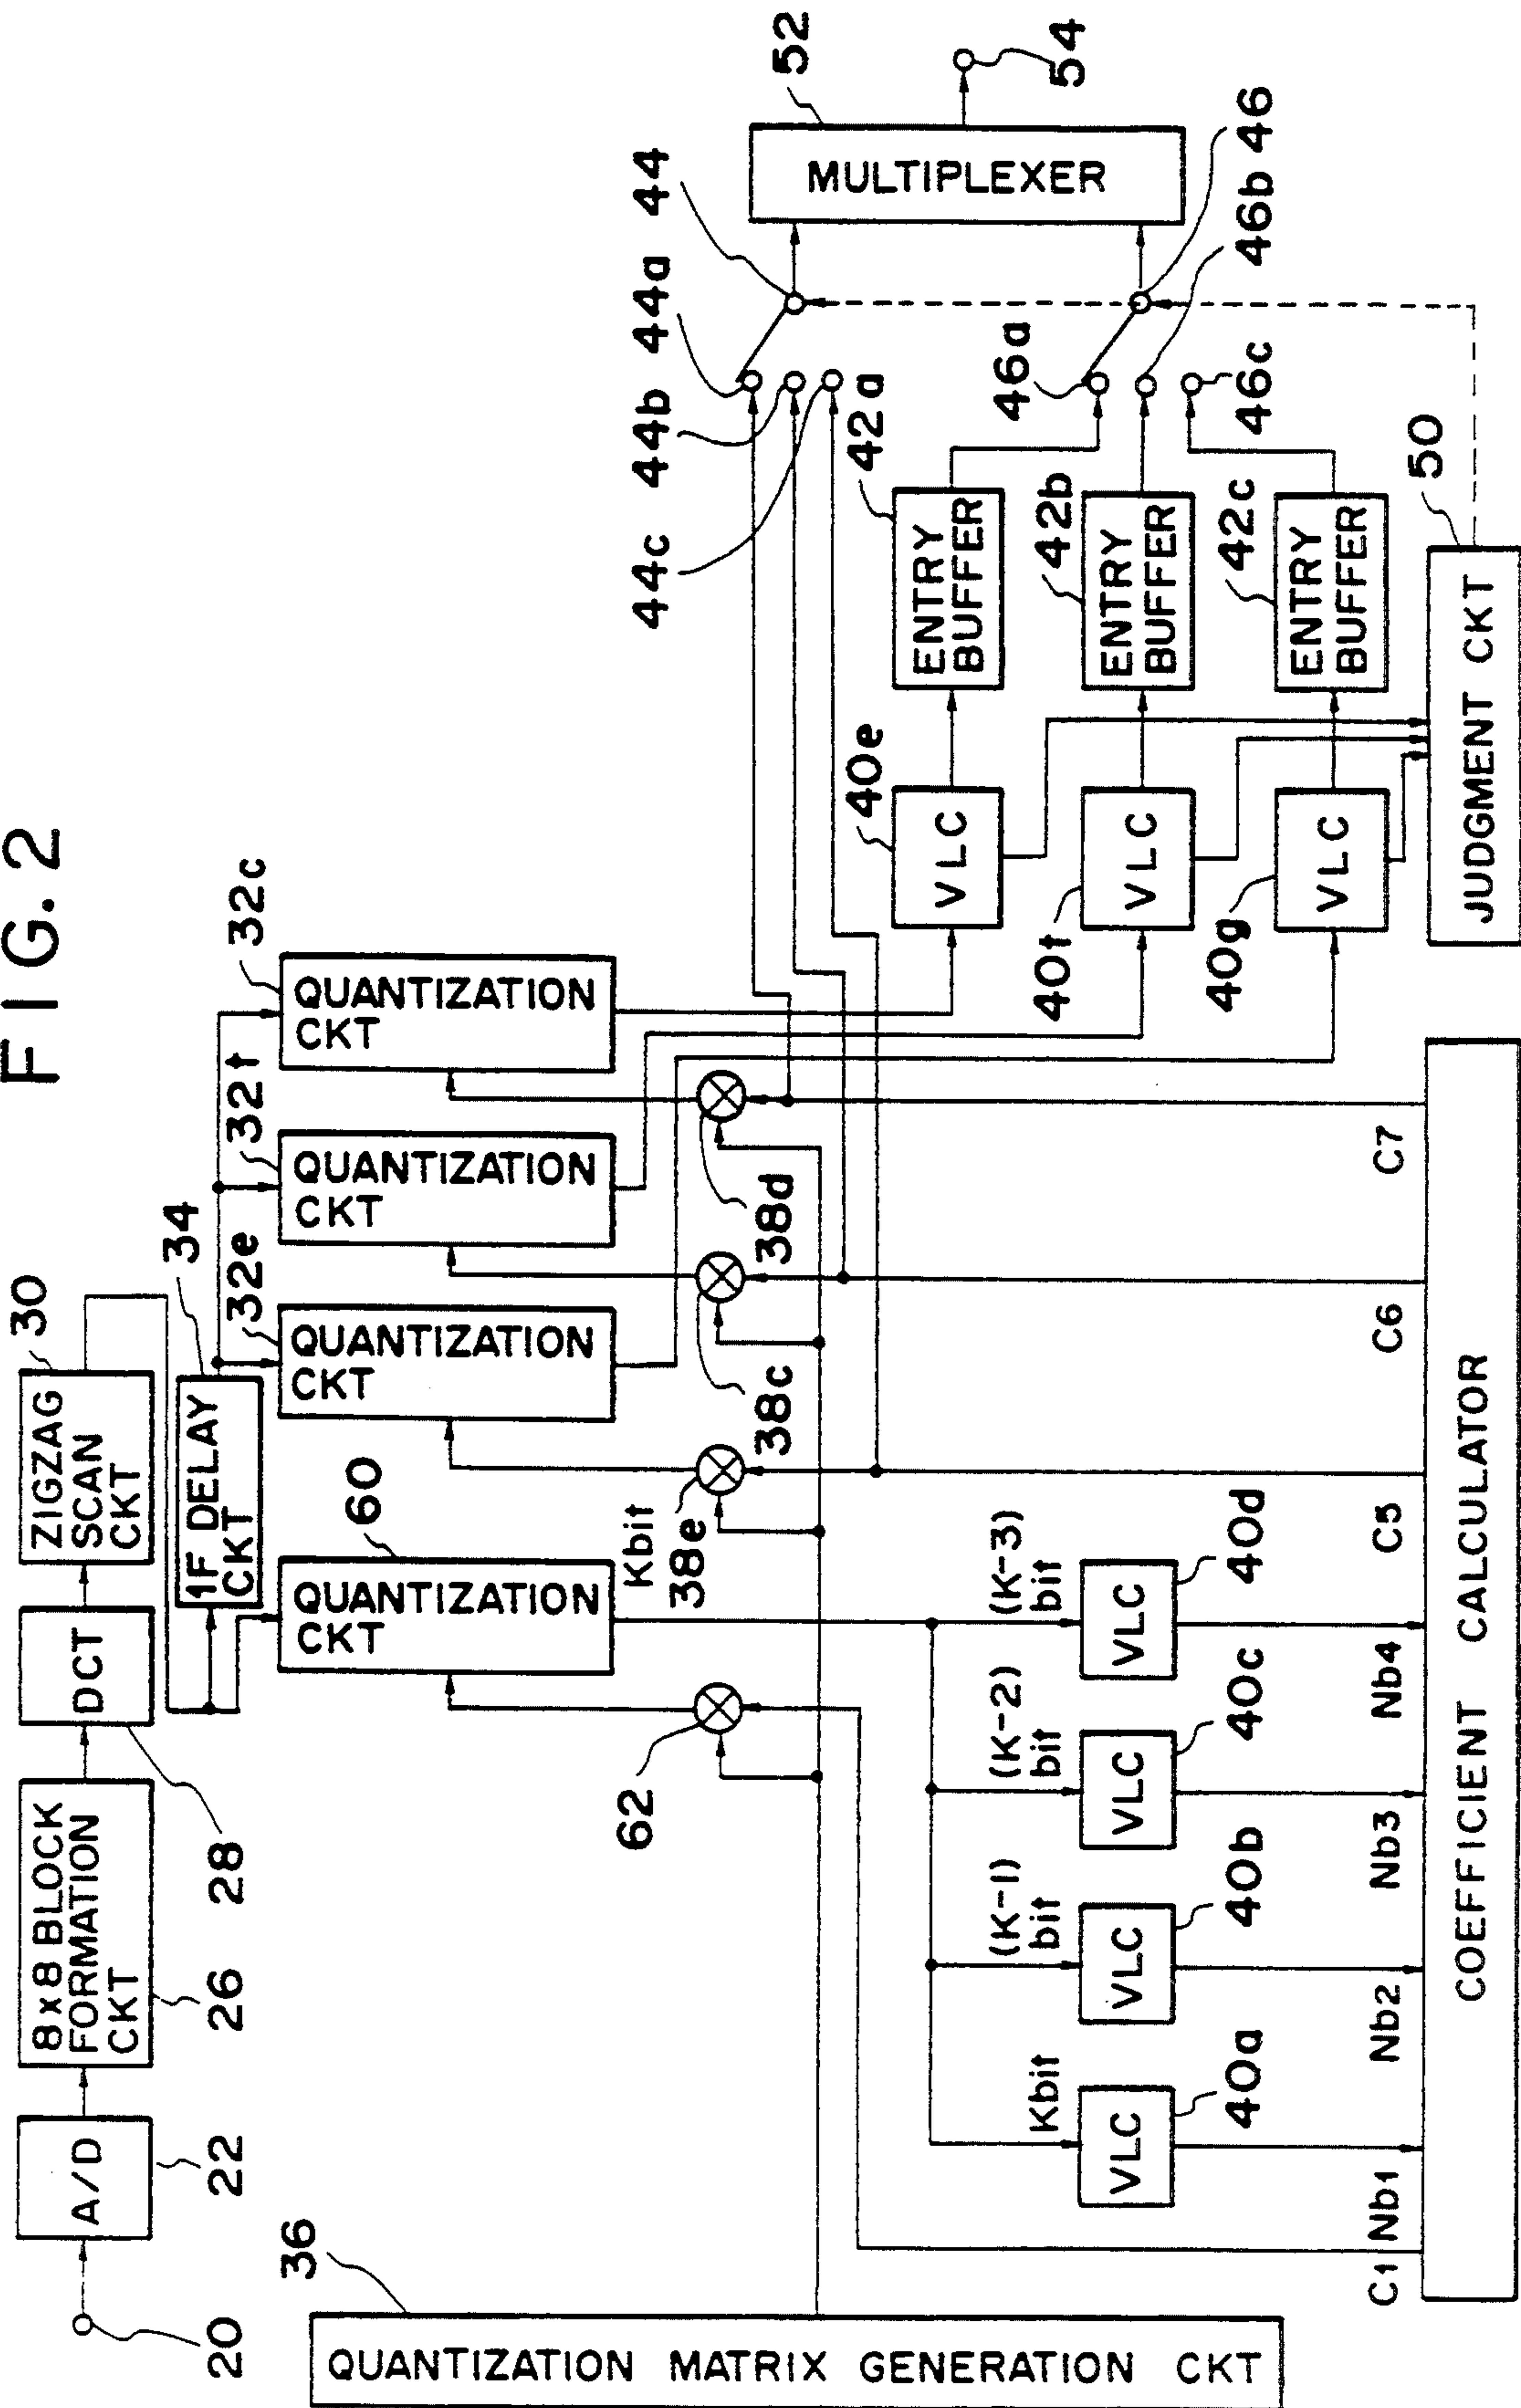 FIG. 2
20
A/D
22
8x8 BLOCK
FORMATION
CKT
26
DCT
28
ZIGZAG
SCAN
CKT
30
1F DELAY
CKT
34
36
QUANTIZATION MATRIX GENERATION CKT
QUANTIZATION
CKT
60
QUANTIZATION
CKT
32e
QUANTIZATION
CKT
32f
QUANTIZATION
CKT
32c
62
Kbit
38e
38c
38d
Kbit
VLC
40a
(K-1)
bit
VLC
40b
(K-2)
bit
VLC
40c
(K-3)
bit
VLC
40d
C1
Nb1
Nb2
Nb3
Nb4
C5
C6
C7
COEFFICIENT CALCULATOR
VLC
40e
VLC
40f
VLC
40g
ENTRY
BUFFER
42a
ENTRY
BUFFER
42b
ENTRY
BUFFER
42c
JUDGMENT CKT
50
44c
44b
44a
44
46a
46c
46b
46
MULTIPLEXER
52
54